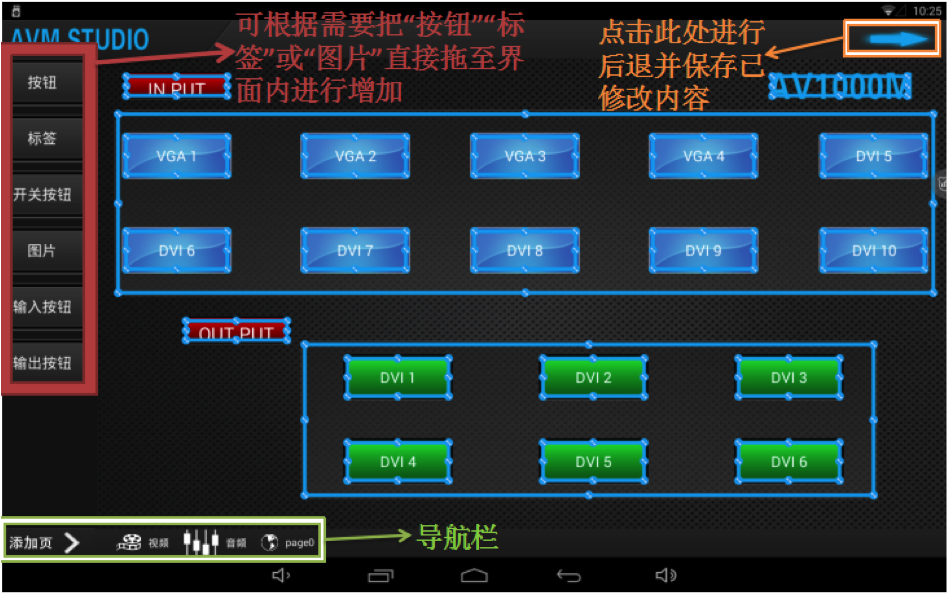 10:25
AVM STUDIO
可根据需要把“按钮”“标
签”或“图片”直接拖至界
面内进行增加
点击此处进行
后退并保存已
修改内容
按钮
标签
开关按钮
图片
输入按钮
输出按钮
IN PUT
AV1000M
VGA 1 VGA 2 VGA 3 VGA 4 DVI 5
DVI 6 DVI 7 DVI 8 DVI 9 DVI 10
OUT PUT
DVI 1 DVI 2 DVI 3
DVI 4 DVI 5 DVI 6
添加页 视频 音频 page0
导航栏